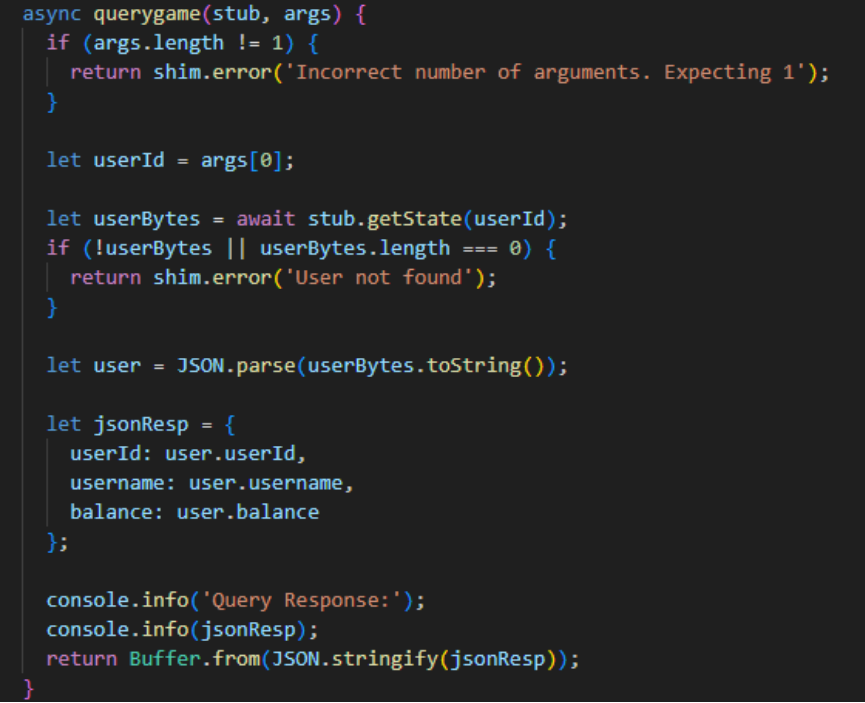 async querygame(stub, args) {
if (args.length != 1) {
return shim.error('Incorrect number of arguments. Expecting 1');
}
let userId = args[0];
let userBytes = await stub.getState(userId);
if (!userBytes || userBytes.length === 0) {
return shim.error('User not found');
}
let user = JSON.parse(userBytes.toString());
let jsonResp = {
userId: user.userId,
username: user.username,
balance: user.balance
};
console.info('Query Response:');
console.info(jsonResp);
return Buffer.from(JSON.stringify(jsonResp));
}